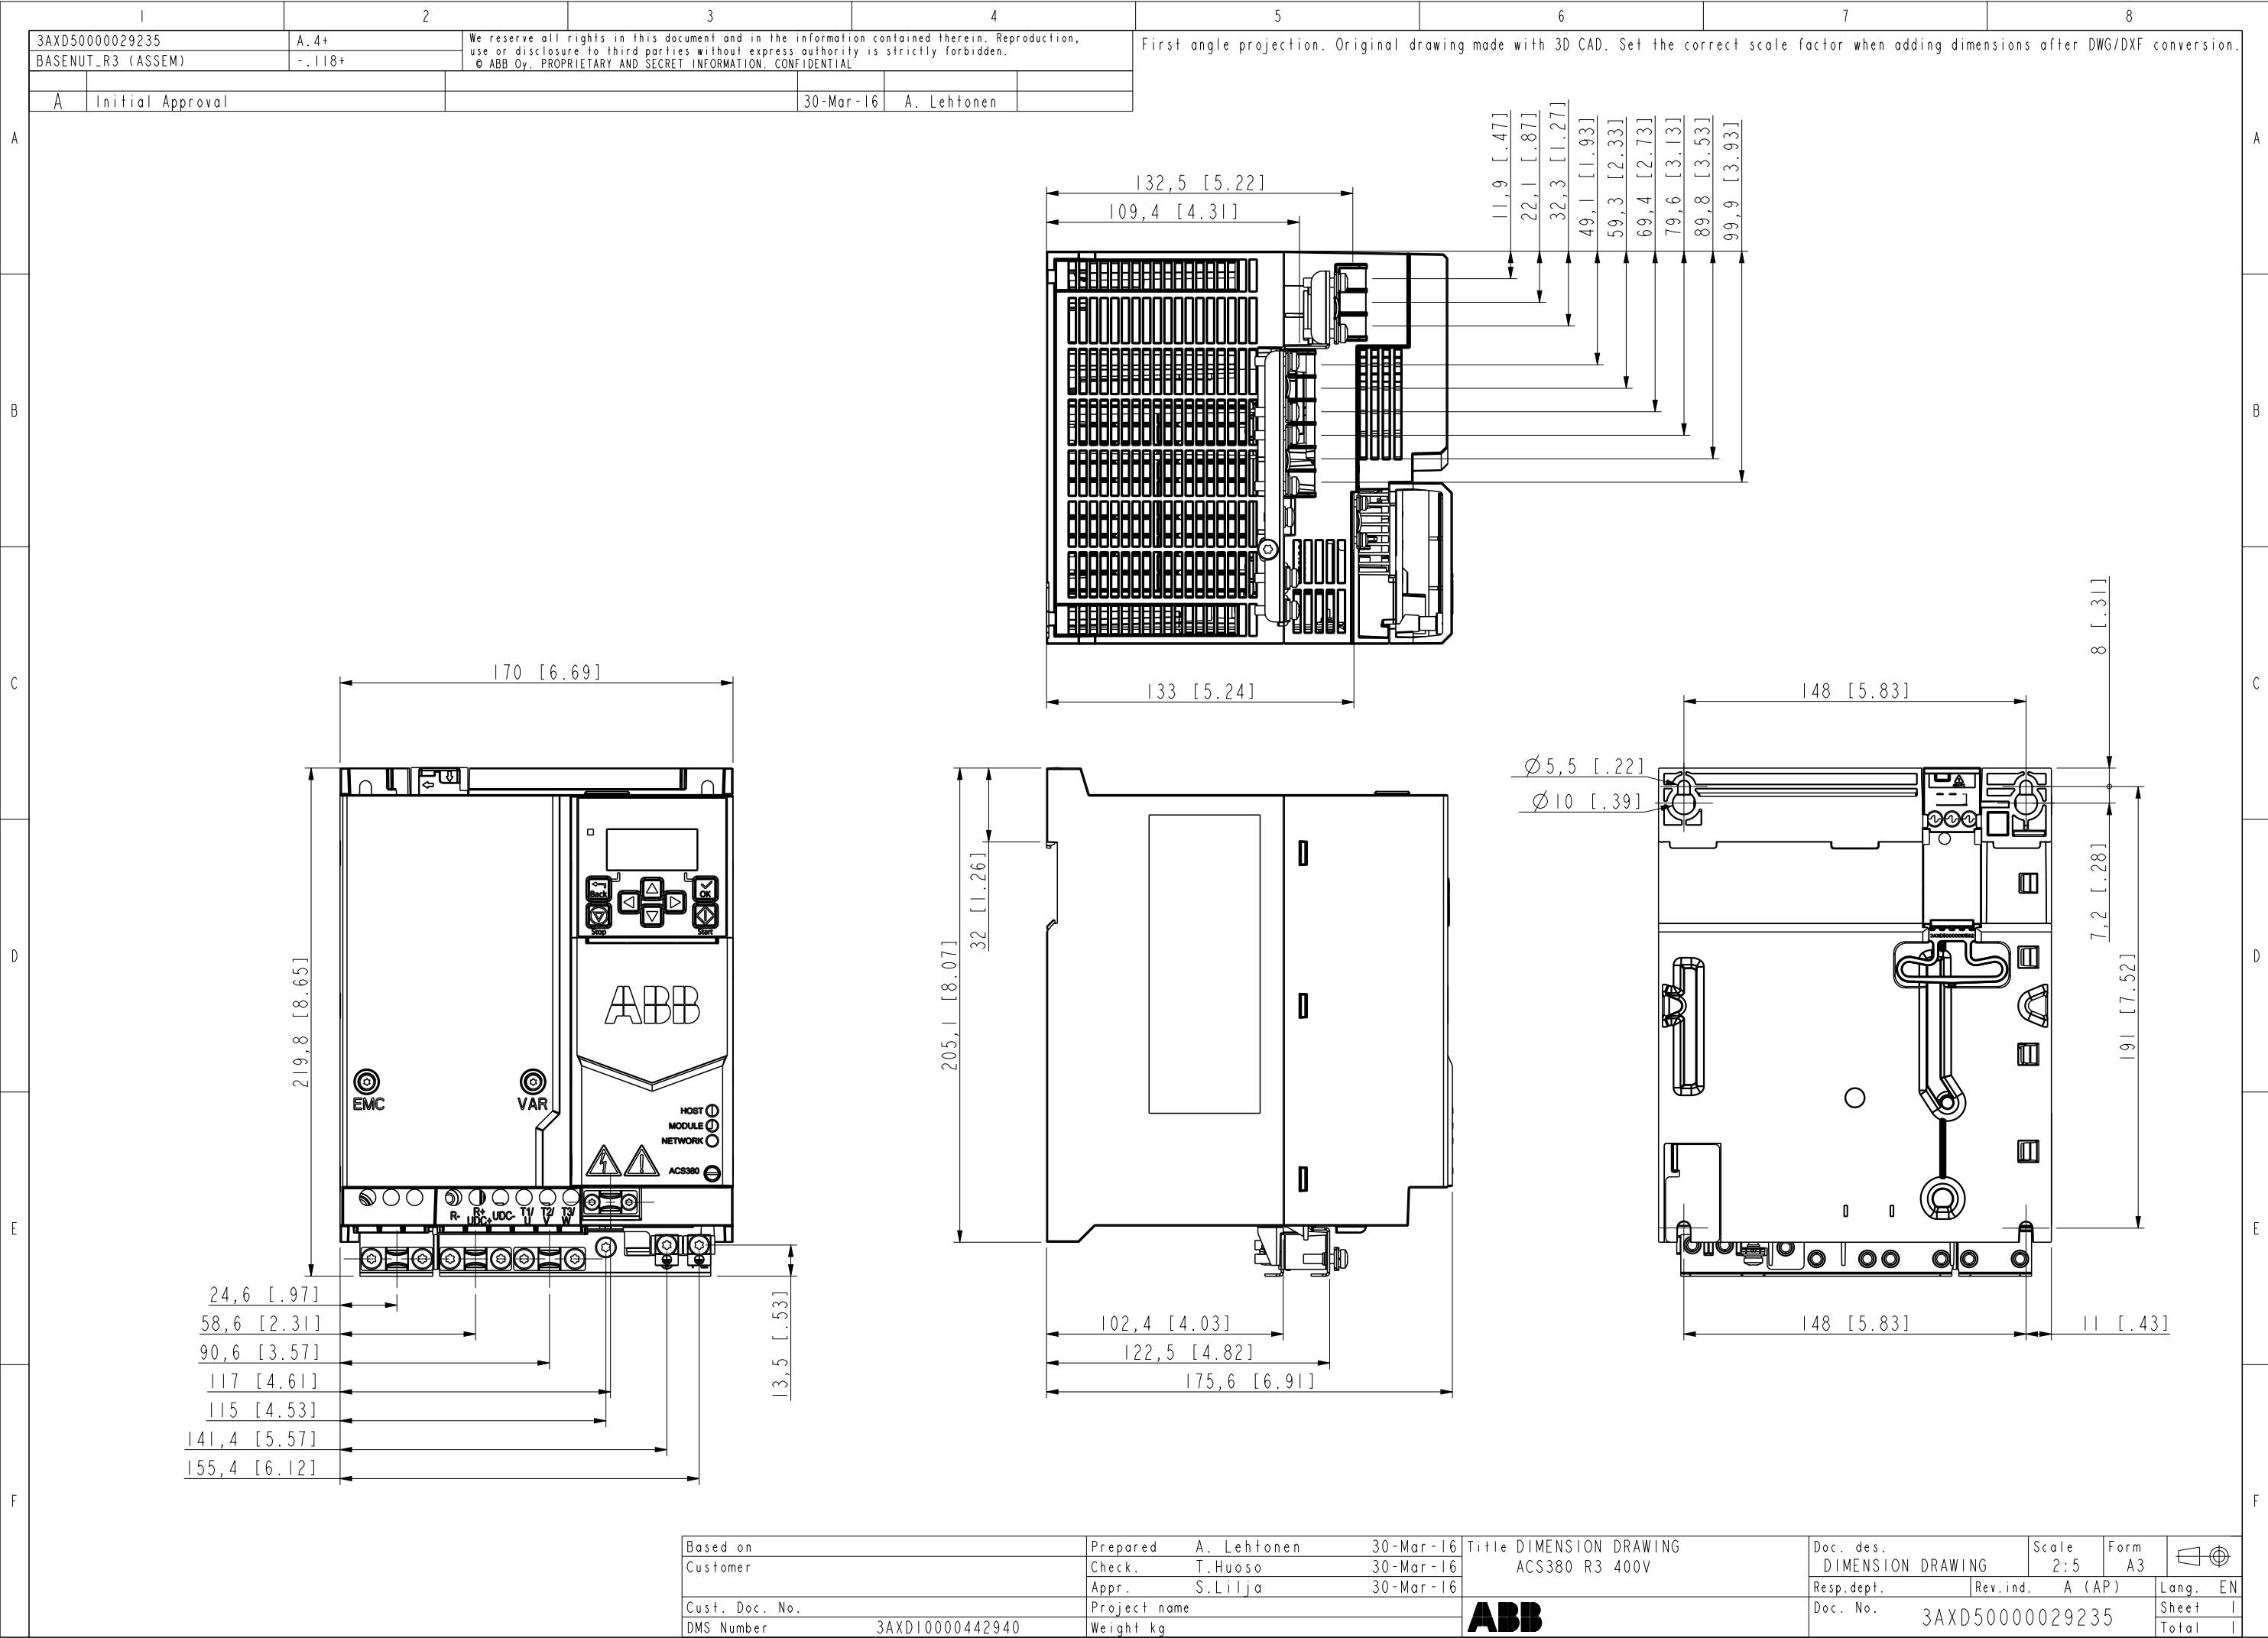 1 2 3 4 5 6 7 8
3AXD50000029235 A.4+
BASENUT_R3 (ASSEM) -.118+
We reserve all rights in this document and in the information contained therein. Reproduction,
use or disclosure to third parties without express authority is strictly forbidden.
© ABB Oy. PROPRIETARY AND SECRET INFORMATION. CONFIDENTIAL
First angle projection. Original drawing made with 3D CAD. Set the correct scale factor when adding dimensions after DWG/DXF conversion.
A Initial Approval 30-Mar-16 A. Lehtonen
A A
B B
C C
D D
E E
F F
132,5 [5.22]
109,4 [4.31]
11,9 [.47]
22,1 [.87]
32,3 [1.27]
49,1 [1.93]
59,3 [2.33]
69,4 [2.73]
79,6 [3.13]
89,8 [3.53]
99,9 [3.93]
133 [5.24]
170 [6.69]
219,8 [8.65]
Back
OK
Stop
Start
ABB
EMC
VAR
HOST
MODULE
NETWORK
ACS380
R-
R+
UDC+
UDC-
T1/
U
T2/
V
T3/
W
24,6 [.97]
58,6 [2.31]
90,6 [3.57]
117 [4.61]
115 [4.53]
141,4 [5.57]
155,4 [6.12]
13,5 [.53]
205,1 [8.07]
32 [1.26]
102,4 [4.03]
122,5 [4.82]
175,6 [6.91]
148 [5.83]
8 [.31]
Ø5,5 [.22]
Ø10 [.39]
7,2 [.28]
191 [7.52]
148 [5.83]
11 [.43]
Based on
Customer
Cust. Doc. No.
DMS Number 3AXD10000442940
Prepared A. Lehtonen 30-Mar-16
Check. T.Huoso 30-Mar-16
Appr. S.Lilja 30-Mar-16
Project name
Weight kg
Title DIMENSION DRAWING
ACS380 R3 400V
ABB
Doc. des.
DIMENSION DRAWING
Scale
2:5
Form
A3
Resp.dept.
Rev.ind. A (AP)
Lang. EN
Doc. No. 3AXD50000029235
Sheet 1
Total 1